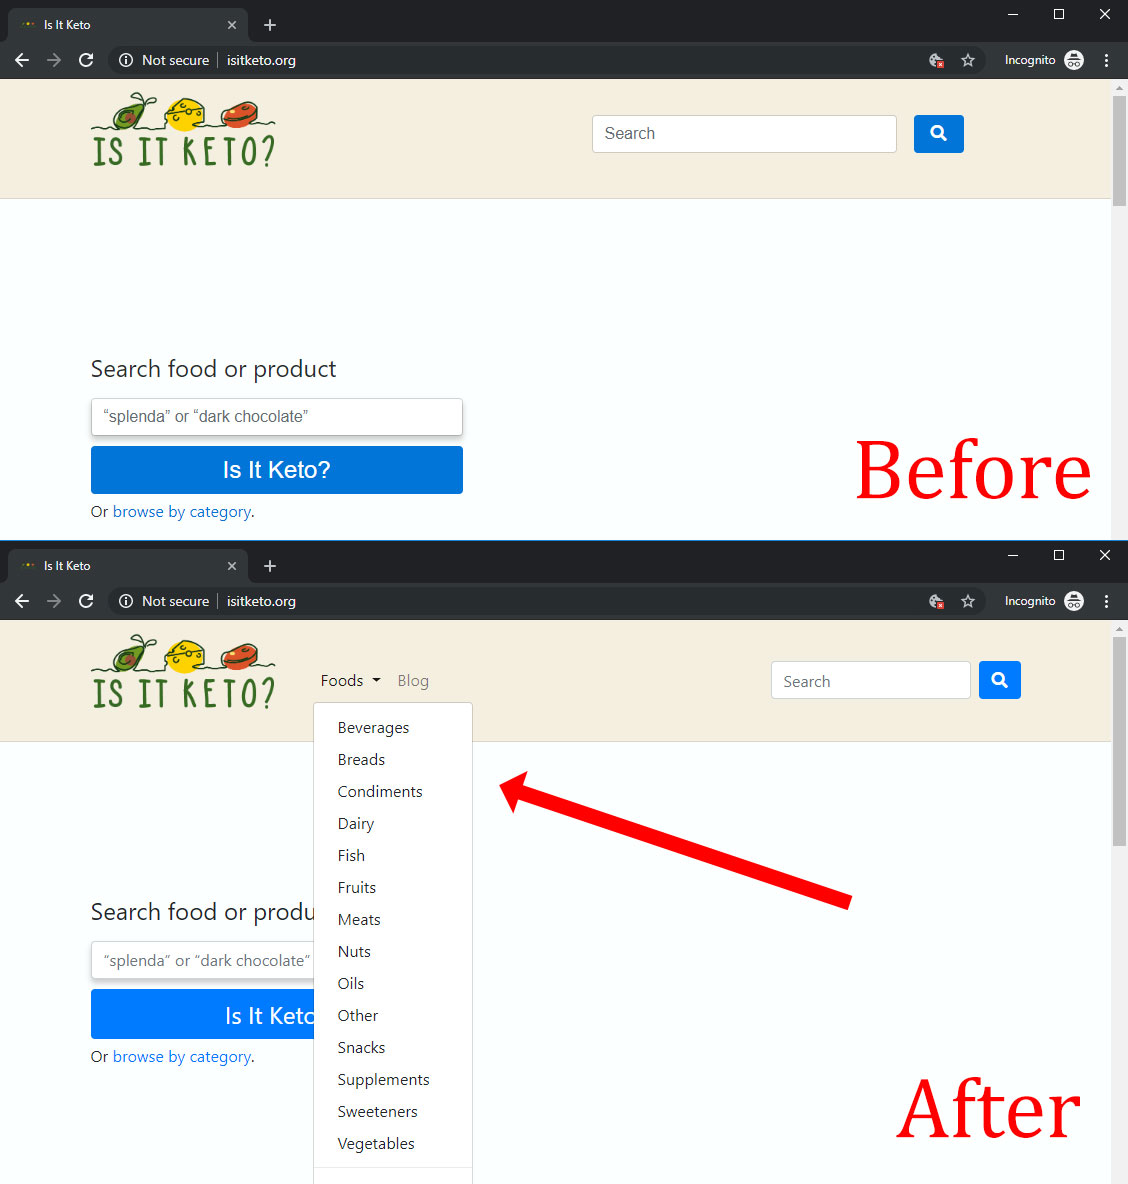 Is It Keto
Not secure isitketo.org Incognito
IS IT KETO?
Search
Search food or product
“splenda” or “dark chocolate”
Is It Keto?
Or browse by category.
Before
Is It Keto
Not secure isitketo.org Incognito
IS IT KETO?
Foods Blog
Search
Beverages
Breads
Condiments
Dairy
Fish
Fruits
Meats
Nuts
Oils
Other
Snacks
Supplements
Sweeteners
Vegetables
Search food or produ
“splenda” or “dark chocolate”
Is It Keto
Or browse by category.
After